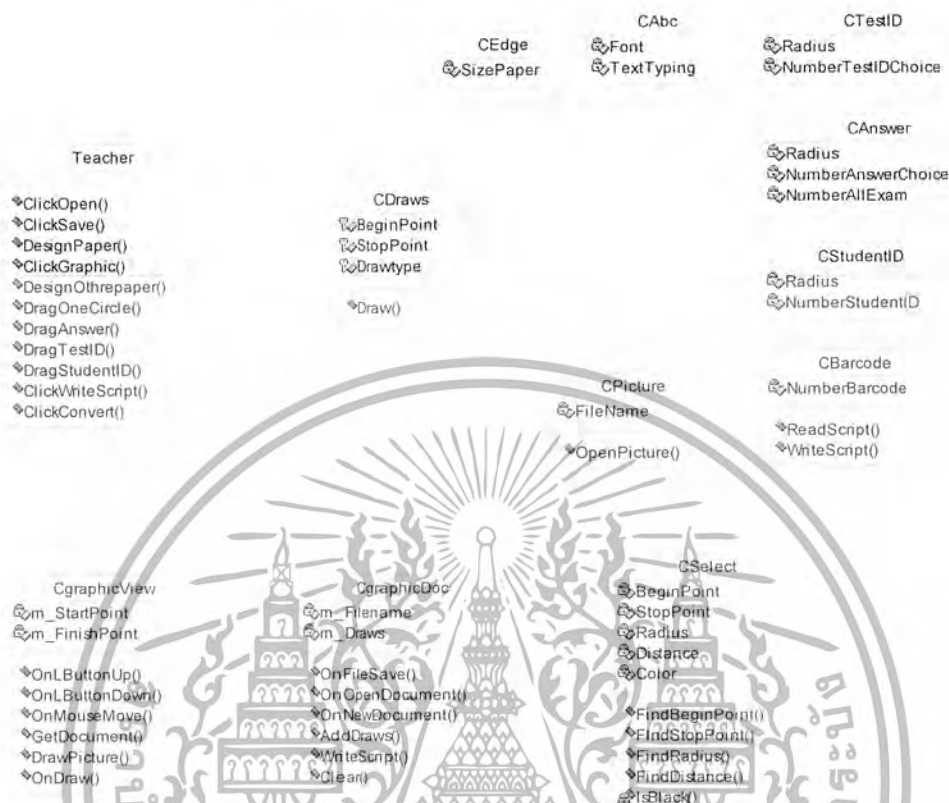 CEdge
SizePaper
CAbc
Font
TextTyping
CTestID
Radius
NumberTestIDChoice
CAnswer
Radius
NumberAnswerChoice
NumberAllExam
Teacher
ClickOpen()
ClickSave()
DesignPaper()
ClickGraphic()
DesignOthrepaper()
DragOneCircle()
DragAnswer()
DragTestID()
DragStudentID()
ClickWriteScript()
ClickConvert()
CDraws
BeginPoint
StopPoint
Drawtype
Draw()
CStudentID
Radius
NumberStudentID
CBarcode
NumberBarcode
ReadScript()
WriteScript()
CPicture
FileName
OpenPicture()
CgraphicView
m_StartPoint
m_FinishPoint
OnLButtonUp()
OnLButtonDown()
OnMouseMove()
GetDocument()
DrawPicture()
OnDraw()
CgraphicDoc
m_Filename
m_Draws
OnFileSave()
OnOpenDocument()
OnNewDocument()
AddDraws()
WriteScript()
Clear()
CSelect
BeginPoint
StopPoint
Radius
Distance
Color
FindBeginPoint()
FIndStopPoint()
FindRadius()
FindDistance()
IsBlack()